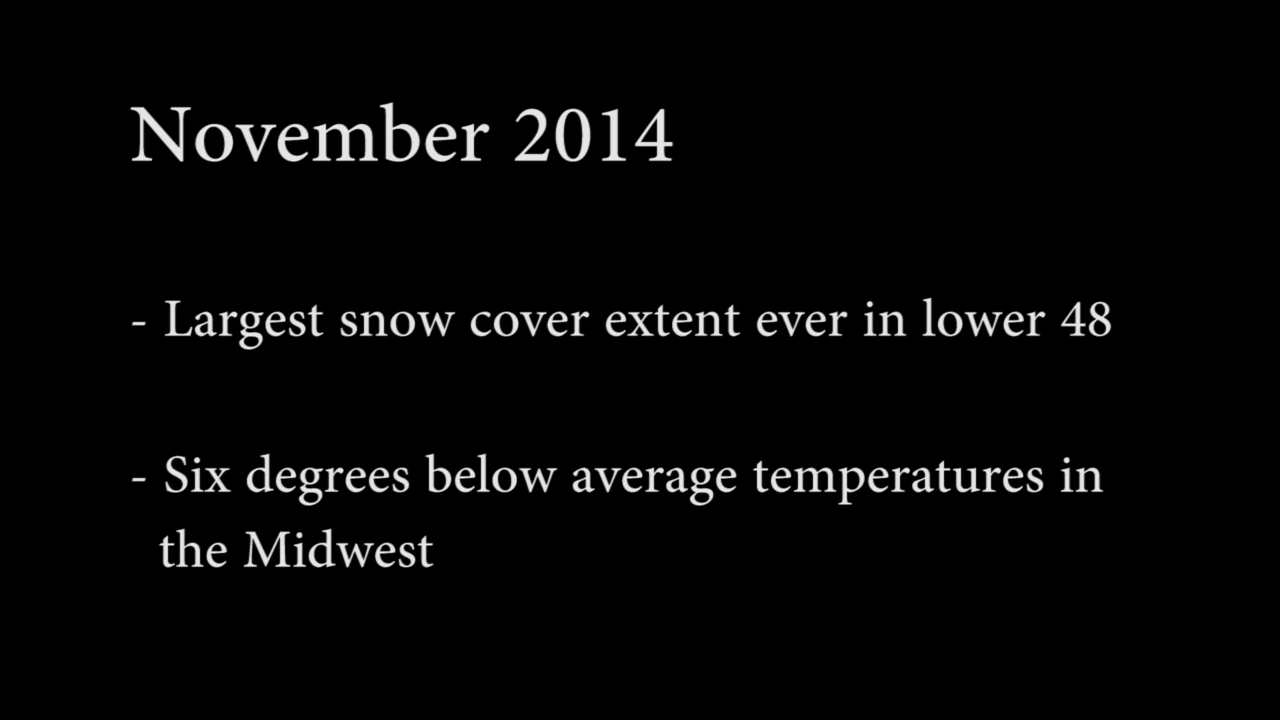 November 2014
- Largest snow cover extent ever in lower 48
- Six degrees below average temperatures in
the Midwest